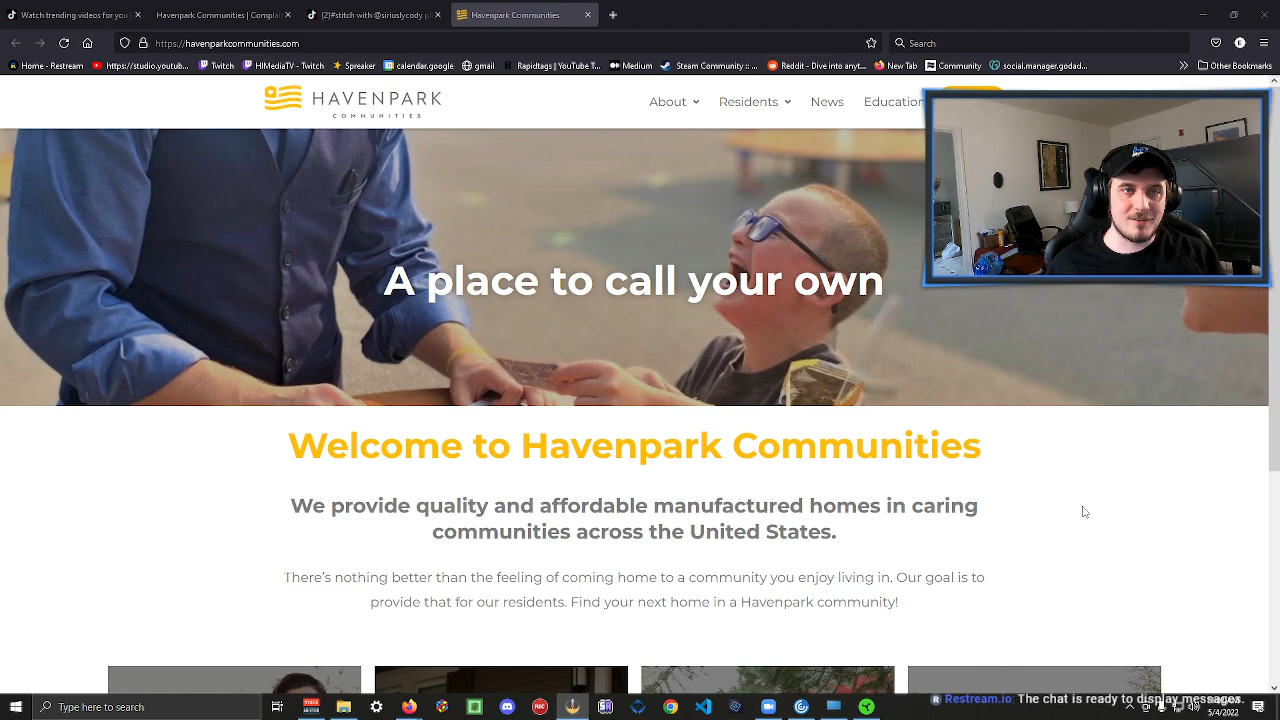 Watch trending videos for you
Havenpark Communities | Complai
(2)#stitch with@siriuslycody pl
Havenpark Communities
https://havenparkcommunities.com
Search
Home - Restream
https://studio.youtub...
Twitch
HiMediaTV - Twitch
Spreaker
calendar.google
gmail
Rapidtags | YouTube T...
Medium
Steam Community :: ...
Reddit - Dive into anyt...
New Tab
Community
social.manag.godad...
Other Bookmarks
HAVENPARK
COMMUNITIES
About
Residents
News
Education
A place to call your own
Welcome to Havenpark Communities
We provide quality and affordable manufactured homes in caring
communities across the United States.
There's nothing better than the feeling of coming home to a community you enjoy living in. Our goal is to
provide that for our residents. Find your next home in a Havenpark community!
Restream.io: The chat is ready to display messages.
Type here to search
REC
5/4/2022